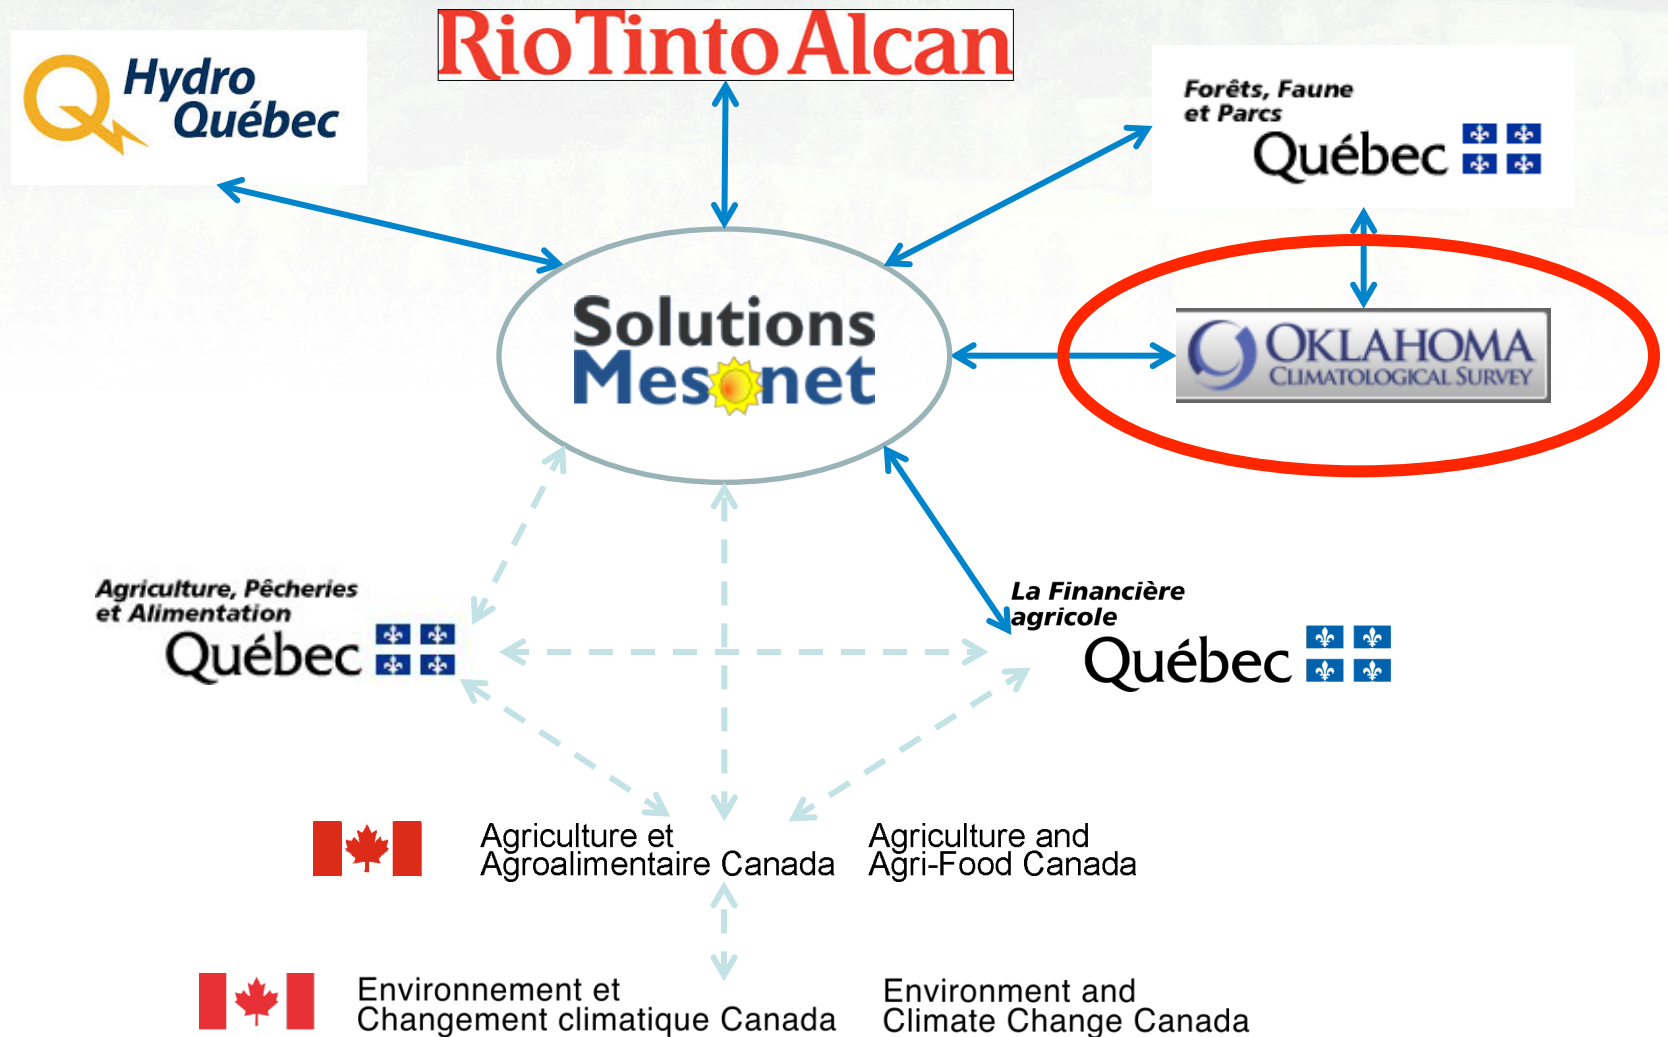 Hydro
Québec
RioTinto Alcan
Forêts, Faune
et Parcs
Québec
Solutions
Mesonet
OKLAHOMA
CLIMATOLOGICAL SURVEY
Agriculture, Pêcheries
et Alimentation
Québec
La Financière
agricole
Québec
Agriculture et
Agroalimentaire Canada
Agriculture and
Agri-Food Canada
Environnement et
Changement climatique Canada
Environment and
Climate Change Canada